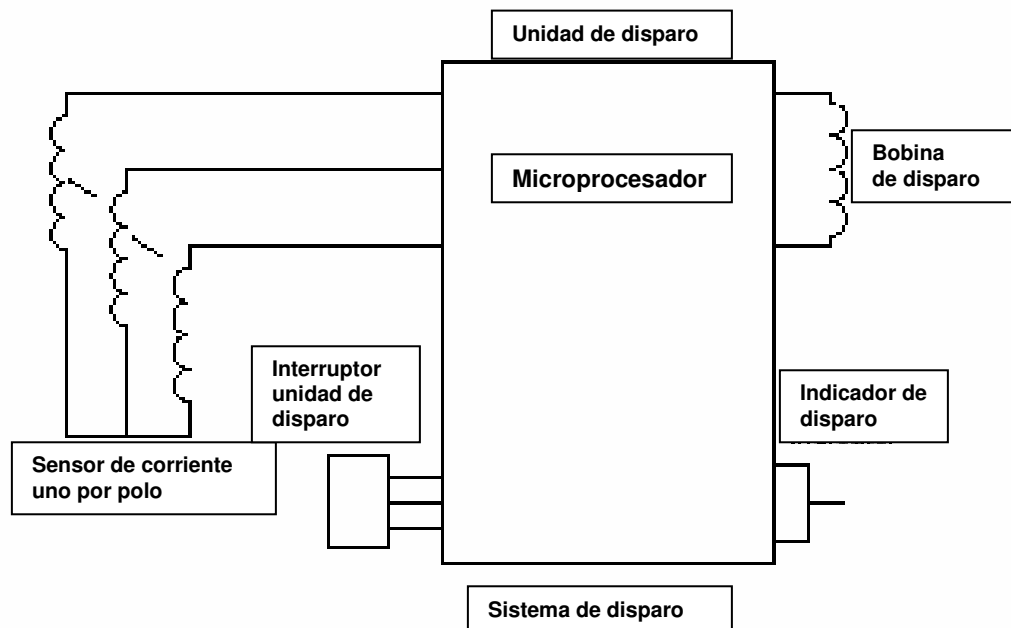 Unidad de disparo
Microprocesador
Bobina
de disparo
Interruptor
unidad de
disparo
Indicador de
disparo
Sensor de corriente
uno por polo
Sistema de disparo